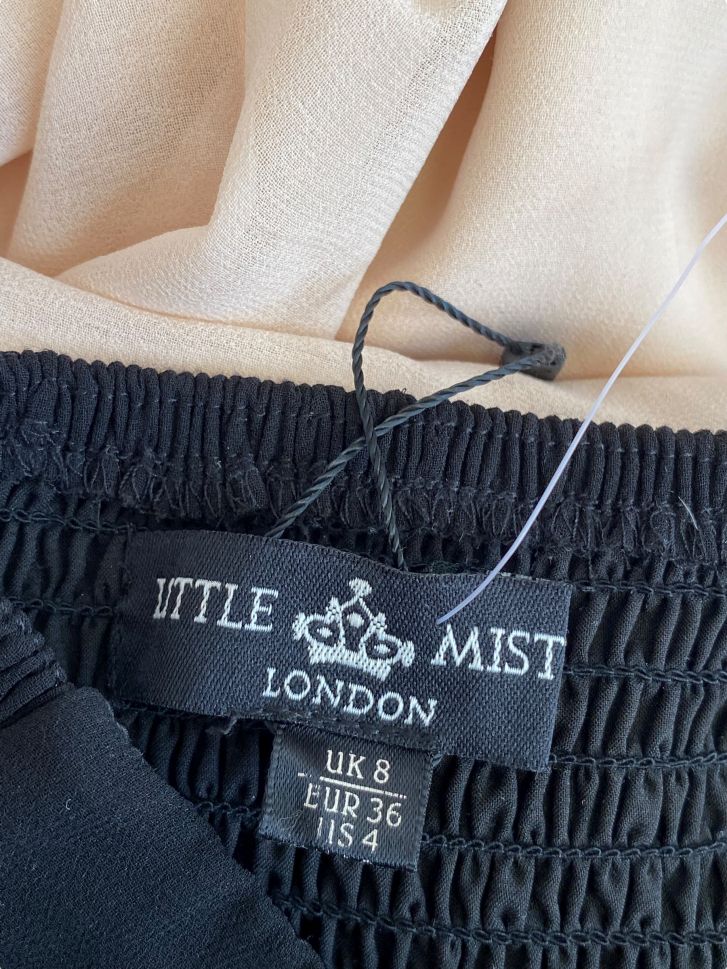 LITTLE MIST
LONDON
UK 8
EUR 36
US 4